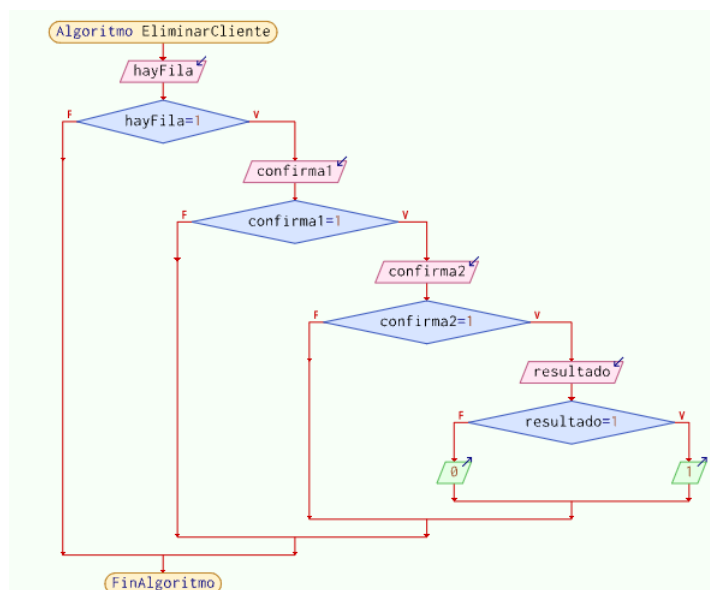 Algoritmo EliminarCliente
hayFila
F
hayFila=1
V
confirma1
F
confirma1=1
V
confirma2
F
confirma2=1
V
resultado
F
resultado=1
V
0
1
FinAlgoritmo